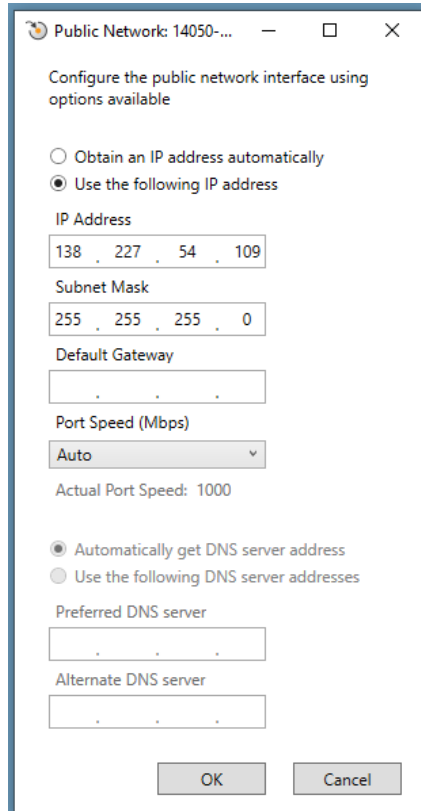 Public Network: 14050-...
Configure the public network interface using
options available
Obtain an IP address automatically
Use the following IP address
IP Address
138 . 227 . 54 . 109
Subnet Mask
255 . 255 . 255 . 0
Default Gateway
. . .
Port Speed (Mbps)
Auto
Actual Port Speed: 1000
Automatically get DNS server address
Use the following DNS server addresses
Preferred DNS server
. . .
Alternate DNS server
. . .
OK Cancel